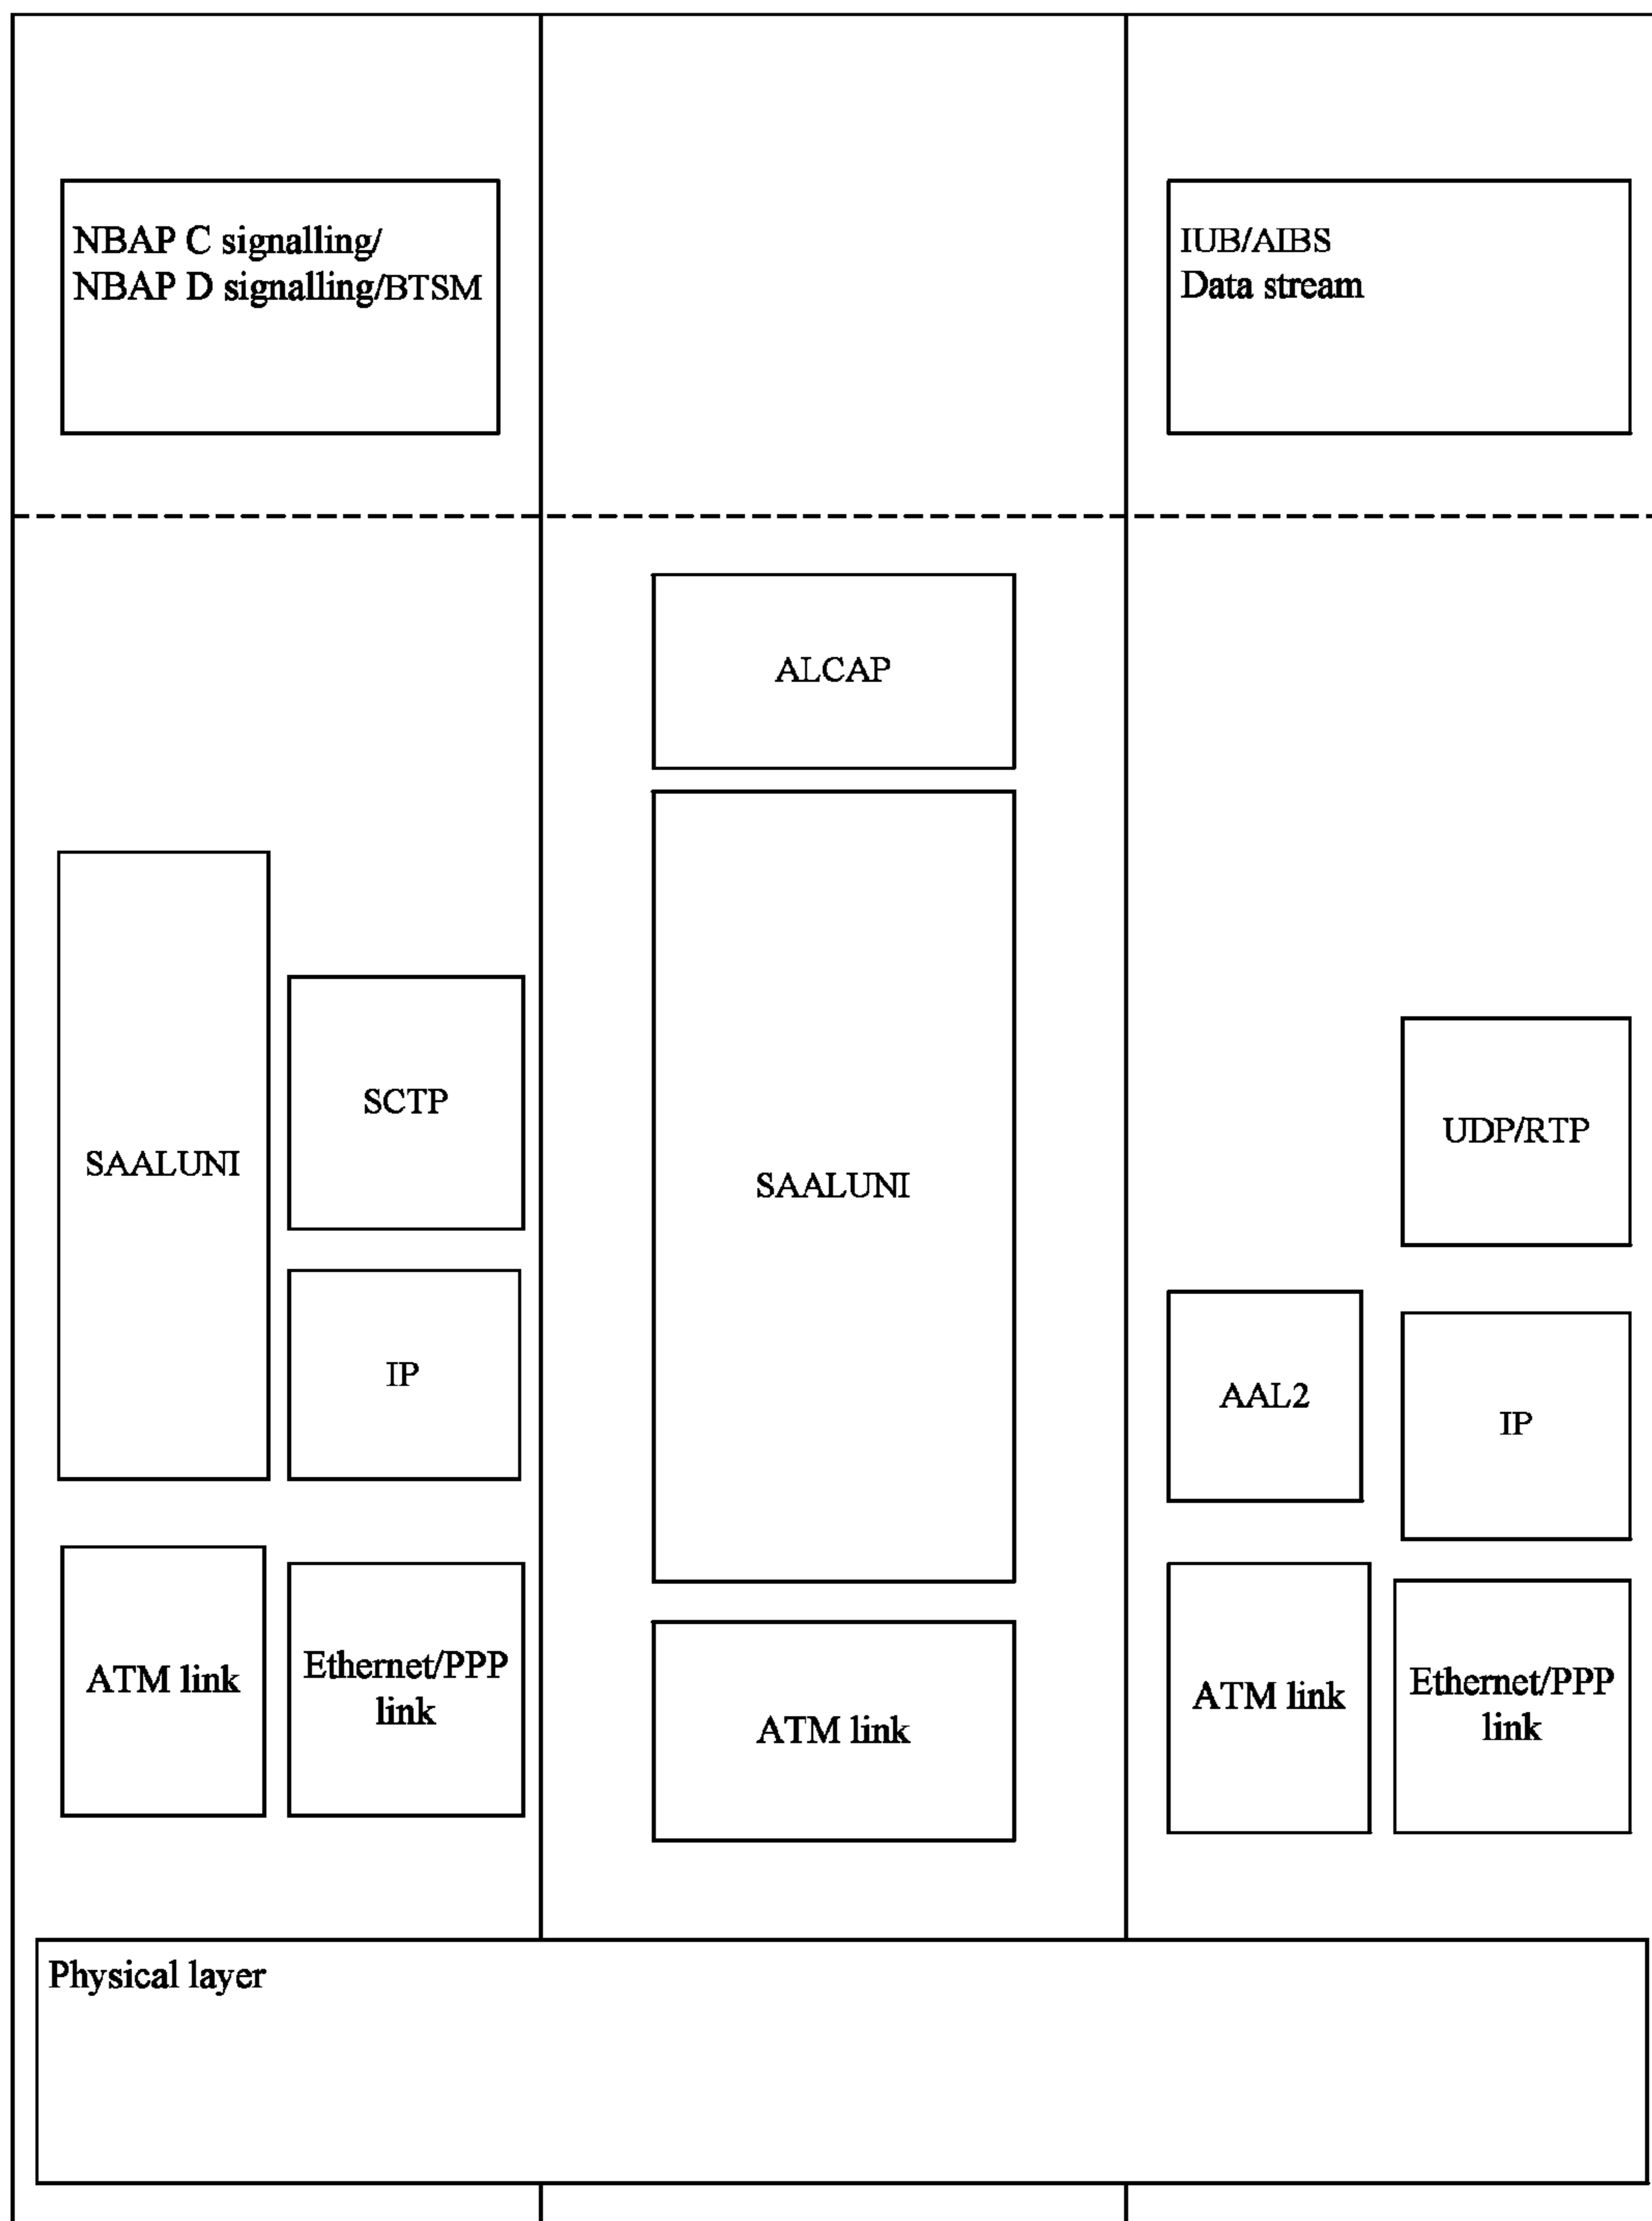 NBAP C signalling/
NBAP D signalling/BTSM
SAALUNI
SCTP
IP
ATM link
Ethernet/PPP
link
ALCAP
SAALUNI
ATM link
IUB/AIBS
Data stream
UDP/RTP
AAL2
IP
ATM link
Ethernet/PPP
link
Physical layer